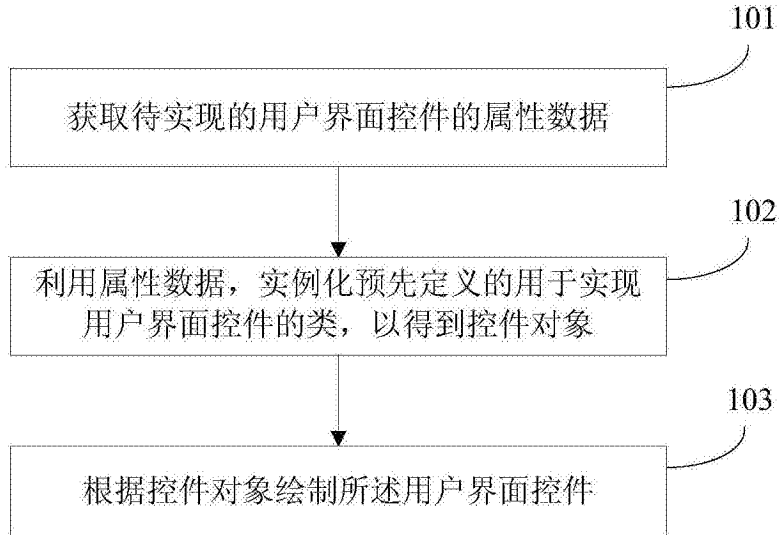 101
获取待实现的用户界面控件的属性数据
102
利用属性数据，实例化预先定义的用于实现
用户界面控件的类，以得到控件对象
103
根据控件对象绘制所述用户界面控件